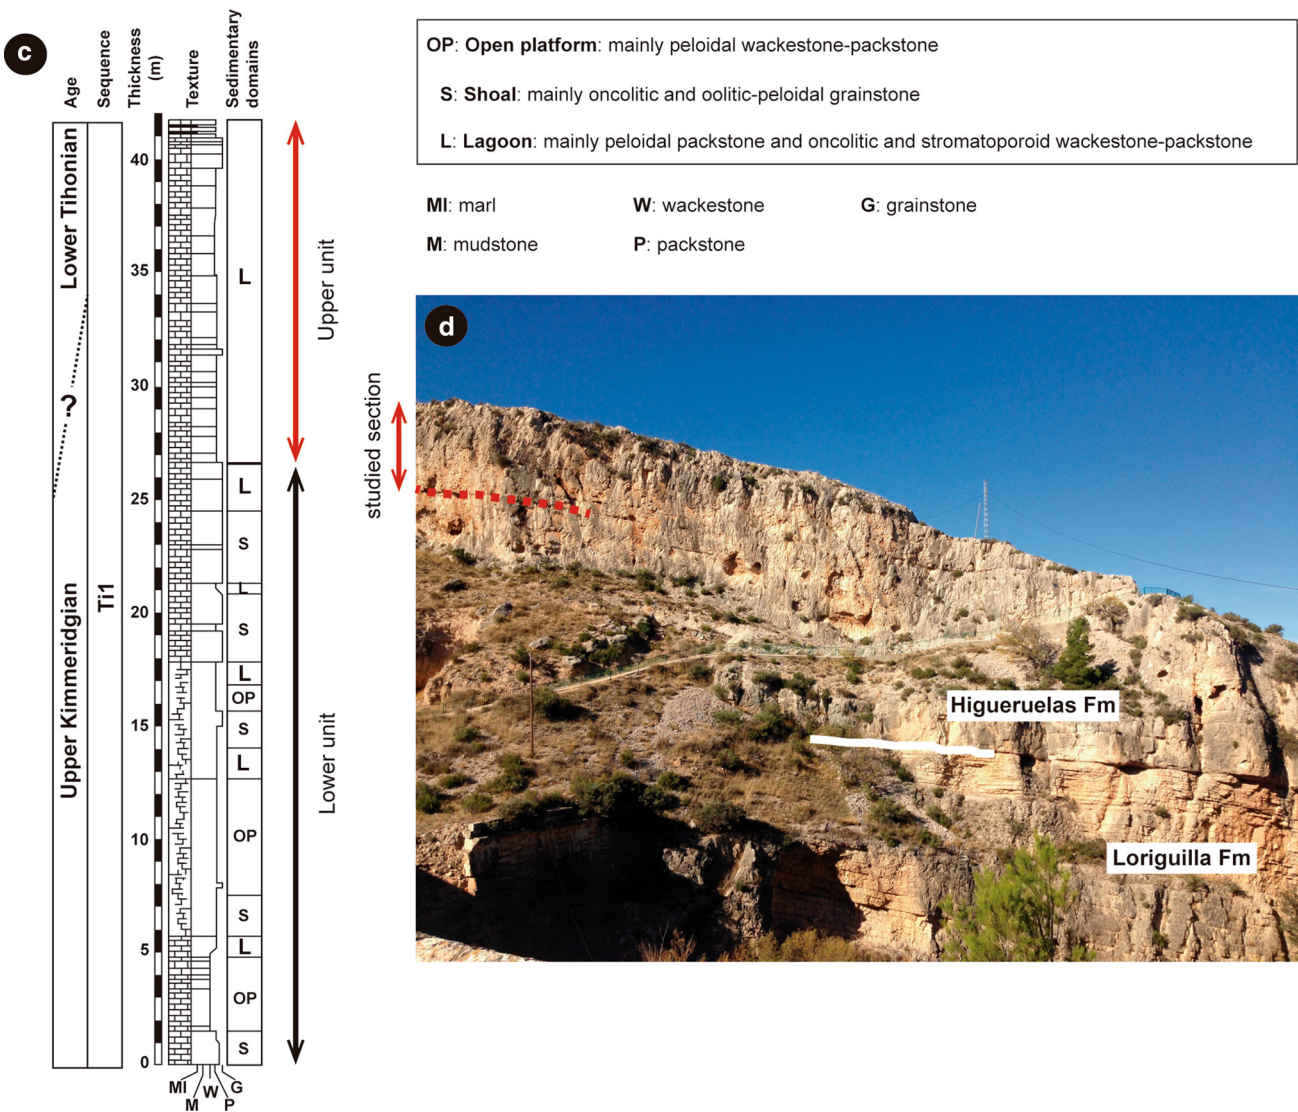 c
Age
Sequence
Thickness
(m)
Texture
Sedimentary
domains
Lower Tihonian
?
Upper Kimmeridgian
Ti1
40
35
30
25
20
15
10
5
0
L
L
S
L
S
L
OP
S
L
OP
S
L
OP
S
Upper unit
Lower unit
Ml
M
W
P
G
OP: Open platform: mainly peloidal wackestone-packstone
S: Shoal: mainly oncolitic and oolitic-peloidal grainstone
L: Lagoon: mainly peloidal packstone and oncolitic and stromatoporoid wackestone-packstone
Ml: marl
W: wackestone
G: grainstone
M: mudstone
P: packstone
d
studied section
Higueruelas Fm
Loriguilla Fm